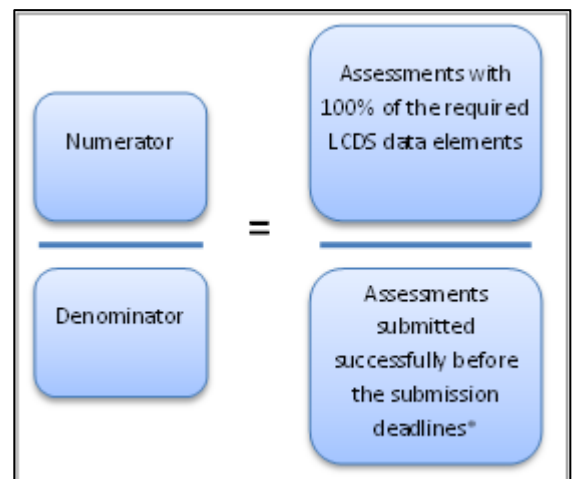 Numerator
Denominator
=
Assessments with
100% of the required
LCDS data elements
Assessments
submitted
successfully before
the submission
deadlines*